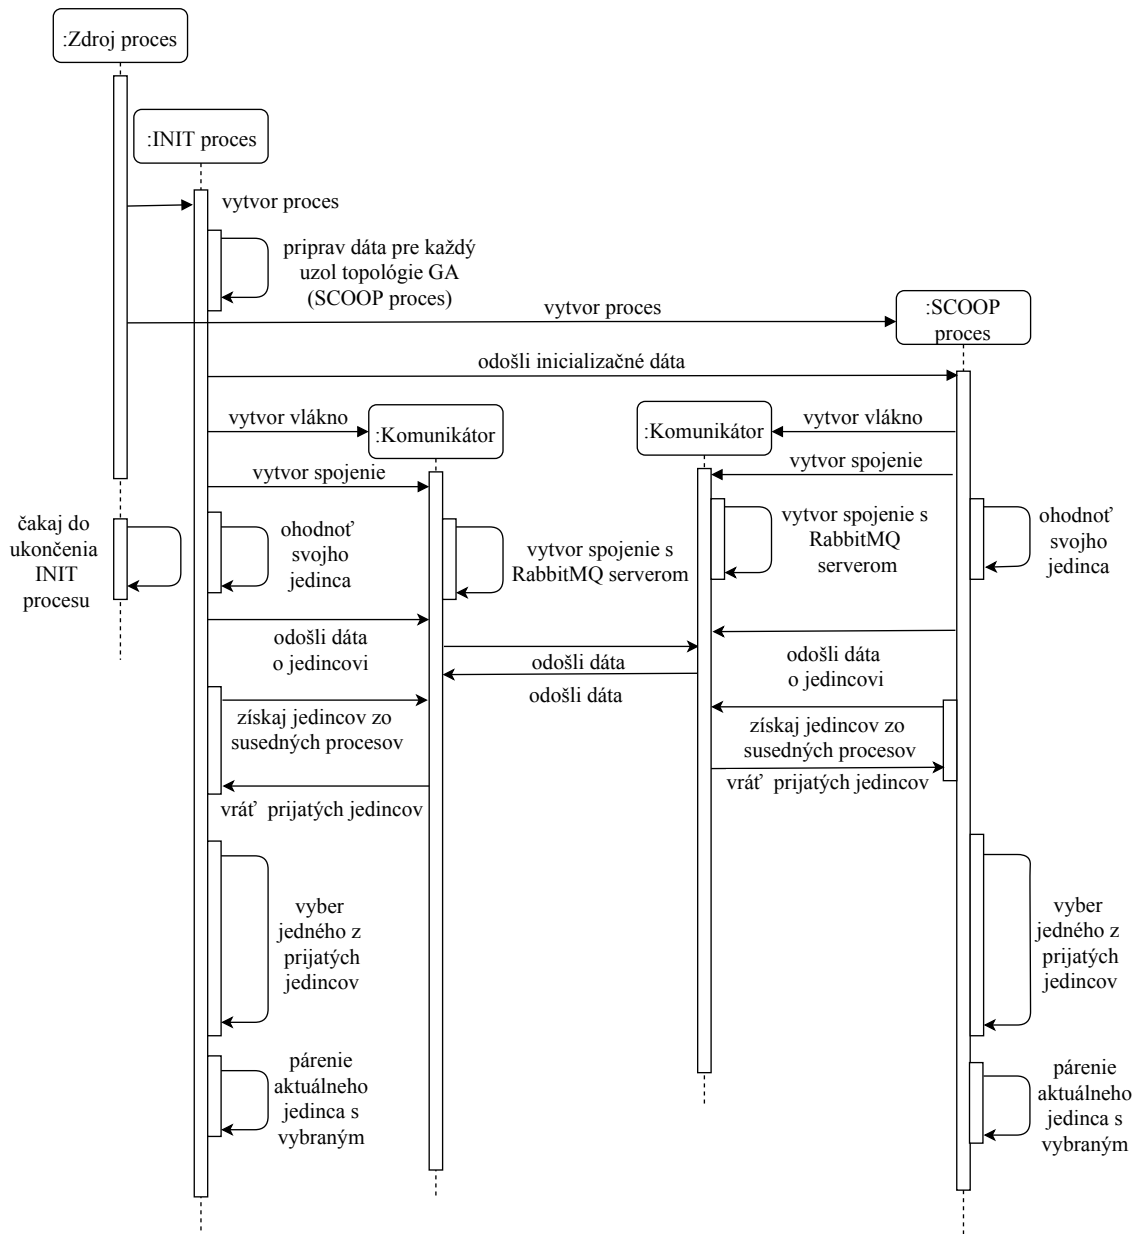 :Zdroj proces
:INIT proces
vytvor proces
priprav dáta pre každý
uzol topológie GA
(SCOOP proces)
vytvor proces
:SCOOP
proces
odošli inicializačné dáta
vytvor vlákno
:Komunikátor
:Komunikátor
vytvor vlákno
vytvor spojenie
vytvor spojenie
čakaj do
ukončenia
INIT
procesu
ohodnoť
svojho
jedinca
vytvor spojenie s
RabbitMQ serverom
vytvor spojenie s
RabbitMQ
serverom
ohodnoť
svojho
jedinca
odošli dáta
o jedincovi
odošli dáta
odošli dáta
odošli dáta
o jedincovi
získaj jedincov zo
susedných procesov
získaj jedincov zo
susedných procesov
vráť  prijatých jedincov
vráť  prijatých jedincov
vyber
jedného z
prijatých
jedincov
vyber
jedného z
prijatých
jedincov
párenie
aktuálneho
jedinca s
vybraným
párenie
aktuálneho
jedinca s
vybraným